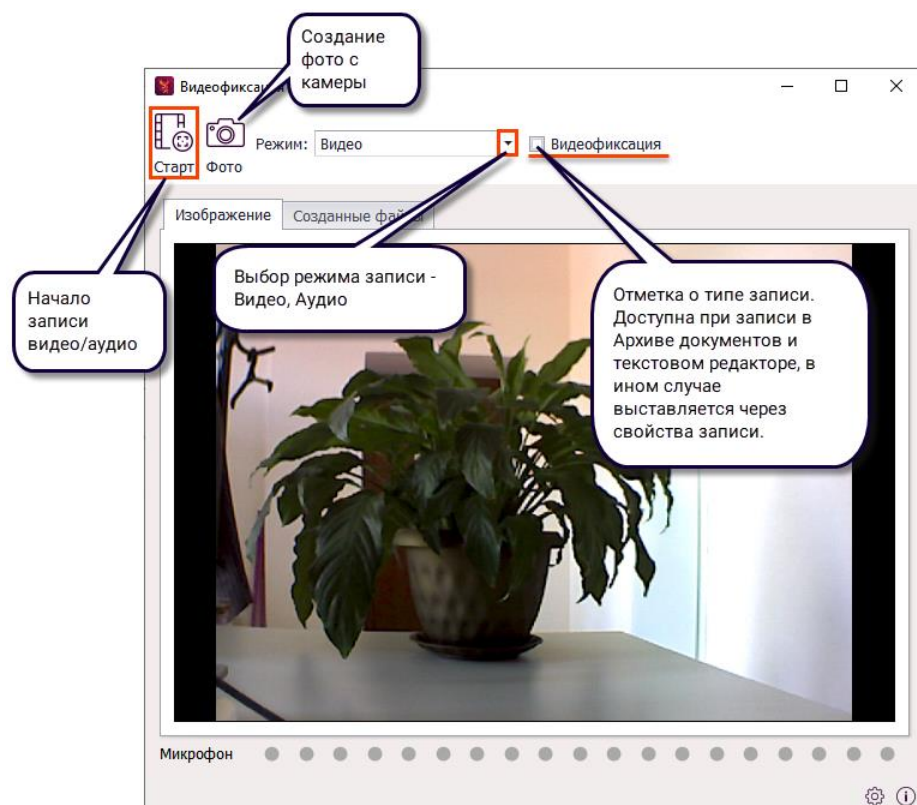 Создание
фото с
камеры
Видеофиксация
Старт
Фото
Режим:
Видео
Видеофиксация
Изображение
Созданные файлы
Начало
записи
видео/аудио
Выбор режима записи -
Видео, Аудио
Отметка о типе записи.
Доступна при записи в
Архиве документов и
текстовом редакторе, в
ином случае
выставляется через
свойства записи.
Микрофон